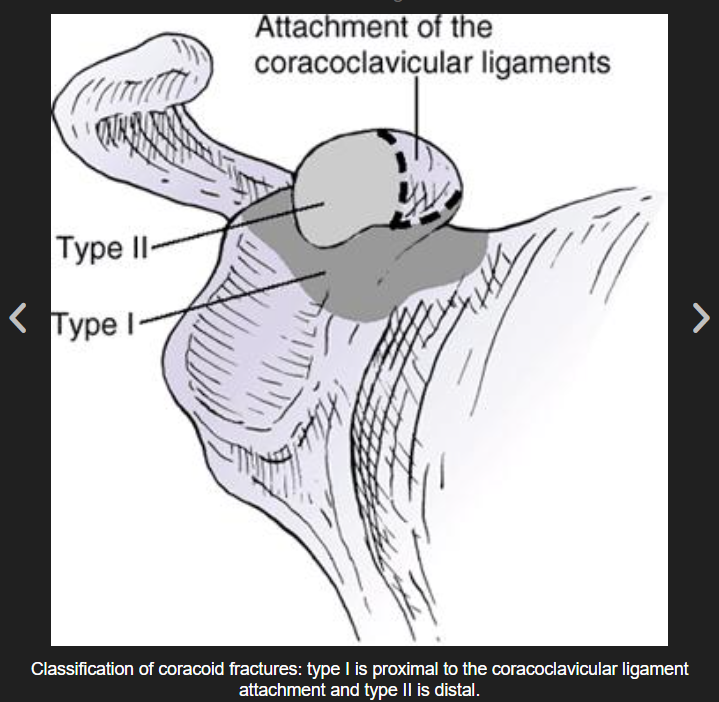 Attachment of the
coracoclavicular ligaments
Type II
Type I
Classification of coracoid fractures: type I is proximal to the coracoclavicular ligament
attachment and type II is distal.